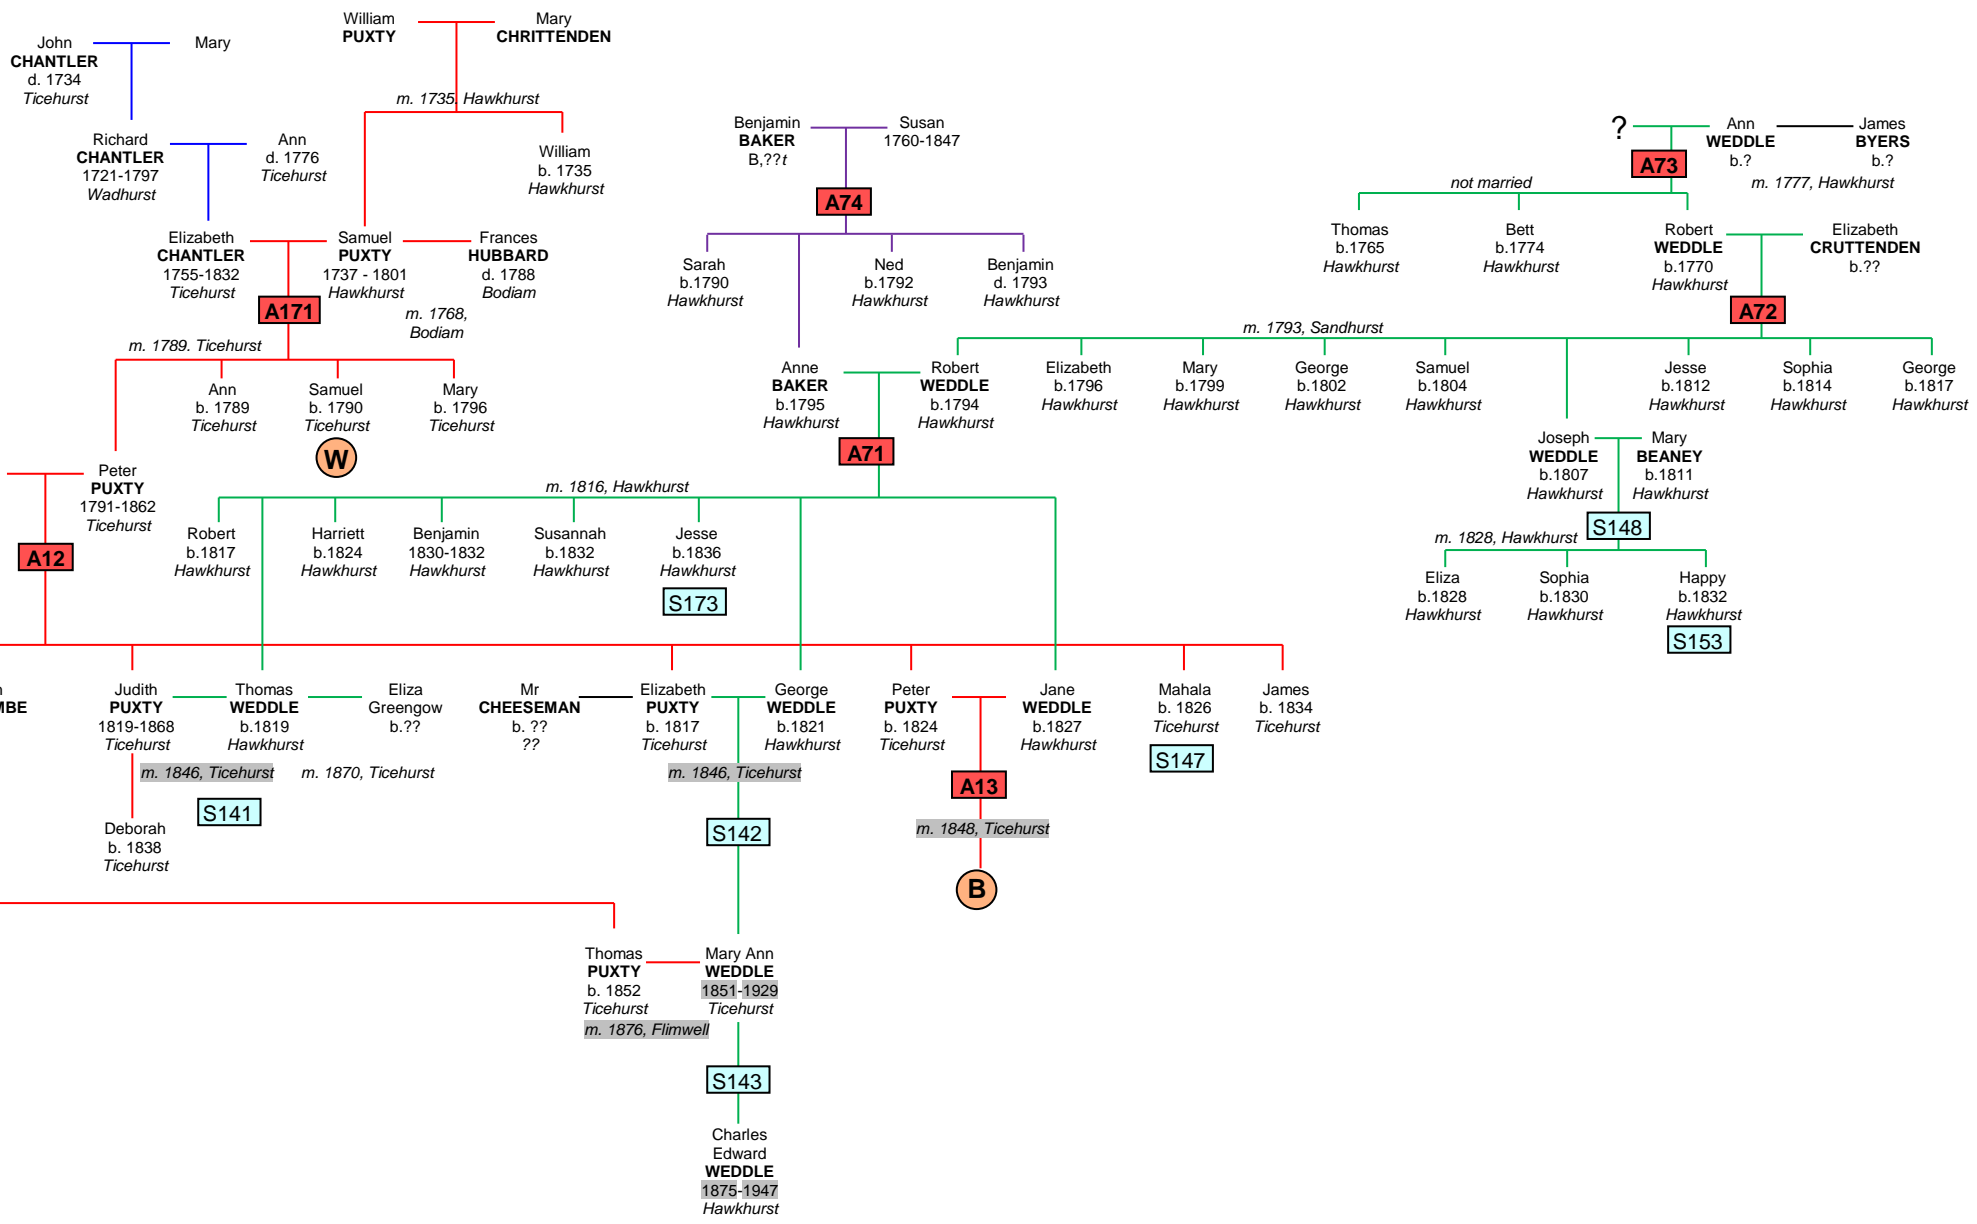 William
PUXTY
Mary
CHRITTENDEN
John
CHANTLER
d. 1734
Ticehurst
Mary
m. 1735, Hawkhurst
Richard
CHANTLER
1721-1797
Wadhurst
Ann
d. 1776
Ticehurst
William
b. 1735
Hawkhurst
Benjamin
BAKER
B,??t
Susan
1760-1847
?
Ann
WEDDLE
b.?
James
BYERS
b.?
A73
m. 1777, Hawkhurst
not married
A74
Elizabeth
CHANTLER
1755-1832
Ticehurst
Samuel
PUXTY
1737 - 1801
Hawkhurst
Frances
HUBBARD
d. 1788
Bodiam
Thomas
b.1765
Hawkhurst
Bett
b.1774
Hawkhurst
Robert
WEDDLE
b.1770
Hawkhurst
Elizabeth
CRUTTENDEN
b.??
Sarah
b.1790
Hawkhurst
Ned
b.1792
Hawkhurst
Benjamin
d. 1793
Hawkhurst
A171
m. 1768,
Bodiam
A72
m. 1793, Sandhurst
m. 1789. Ticehurst
Ann
b. 1789
Ticehurst
Samuel
b. 1790
Ticehurst
Mary
b. 1796
Ticehurst
W
Anne
BAKER
b.1795
Hawkhurst
Robert
WEDDLE
b.1794
Hawkhurst
Elizabeth
b.1796
Hawkhurst
Mary
b.1799
Hawkhurst
George
b.1802
Hawkhurst
Samuel
b.1804
Hawkhurst
Jesse
b.1812
Hawkhurst
Sophia
b.1814
Hawkhurst
George
b.1817
Hawkhurst
A71
Joseph
WEDDLE
b.1807
Hawkhurst
Mary
BEANEY
b.1811
Hawkhurst
Peter
PUXTY
1791-1862
Ticehurst
m. 1816, Hawkhurst
S148
m. 1828, Hawkhurst
A12
Robert
b.1817
Hawkhurst
Harriett
b.1824
Hawkhurst
Benjamin
1830-1832
Hawkhurst
Susannah
b.1832
Hawkhurst
Jesse
b.1836
Hawkhurst
S173
Eliza
b.1828
Hawkhurst
Sophia
b.1830
Hawkhurst
Happy
b.1832
Hawkhurst
S153
MBE
Judith
PUXTY
1819-1868
Ticehurst
Thomas
WEDDLE
b.1819
Hawkhurst
Eliza
Greengow
b.??
Mr
CHEESEMAN
b. ??
??
Elizabeth
PUXTY
b. 1817
Ticehurst
George
WEDDLE
b.1821
Hawkhurst
Peter
PUXTY
b. 1824
Ticehurst
Jane
WEDDLE
b.1827
Hawkhurst
Mahala
b. 1826
Ticehurst
James
b. 1834
Ticehurst
S147
m. 1846, Ticehurst
m. 1870, Ticehurst
m. 1846, Ticehurst
A13
S141
S142
m. 1848, Ticehurst
Deborah
b. 1838
Ticehurst
B
Thomas
PUXTY
b. 1852
Ticehurst
m. 1876, Flimwell
Mary Ann
WEDDLE
1851-1929
Ticehurst
S143
Charles
Edward
WEDDLE
1875-1947
Hawkhurst